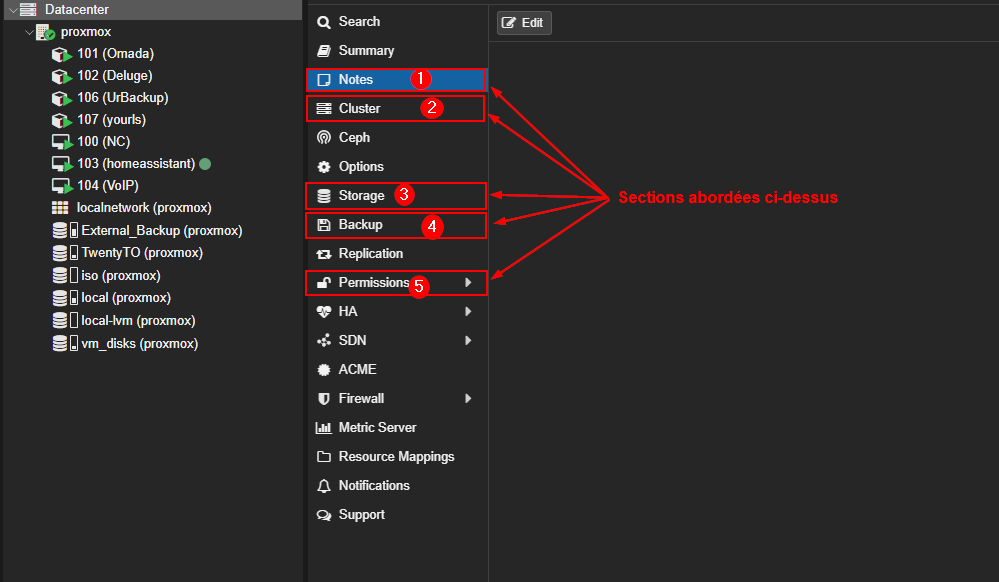 Datacenter
proxmox
101 (Omada)
102 (Deluge)
106 (UrBackup)
107 (yourls)
100 (NC)
103 (homeassistant)
104 (VoIP)
localnetwork (proxmox)
External_Backup (proxmox)
TwentyTO (proxmox)
iso (proxmox)
local (proxmox)
local-lvm (proxmox)
vm_disks (proxmox)
Search
Summary
Notes 1
Cluster 2
Ceph
Options
Storage 3
Backup 4
Replication
Permissions 5
HA
SDN
ACME
Firewall
Metric Server
Resource Mappings
Notifications
Support
Edit
Sections abordées ci-dessus